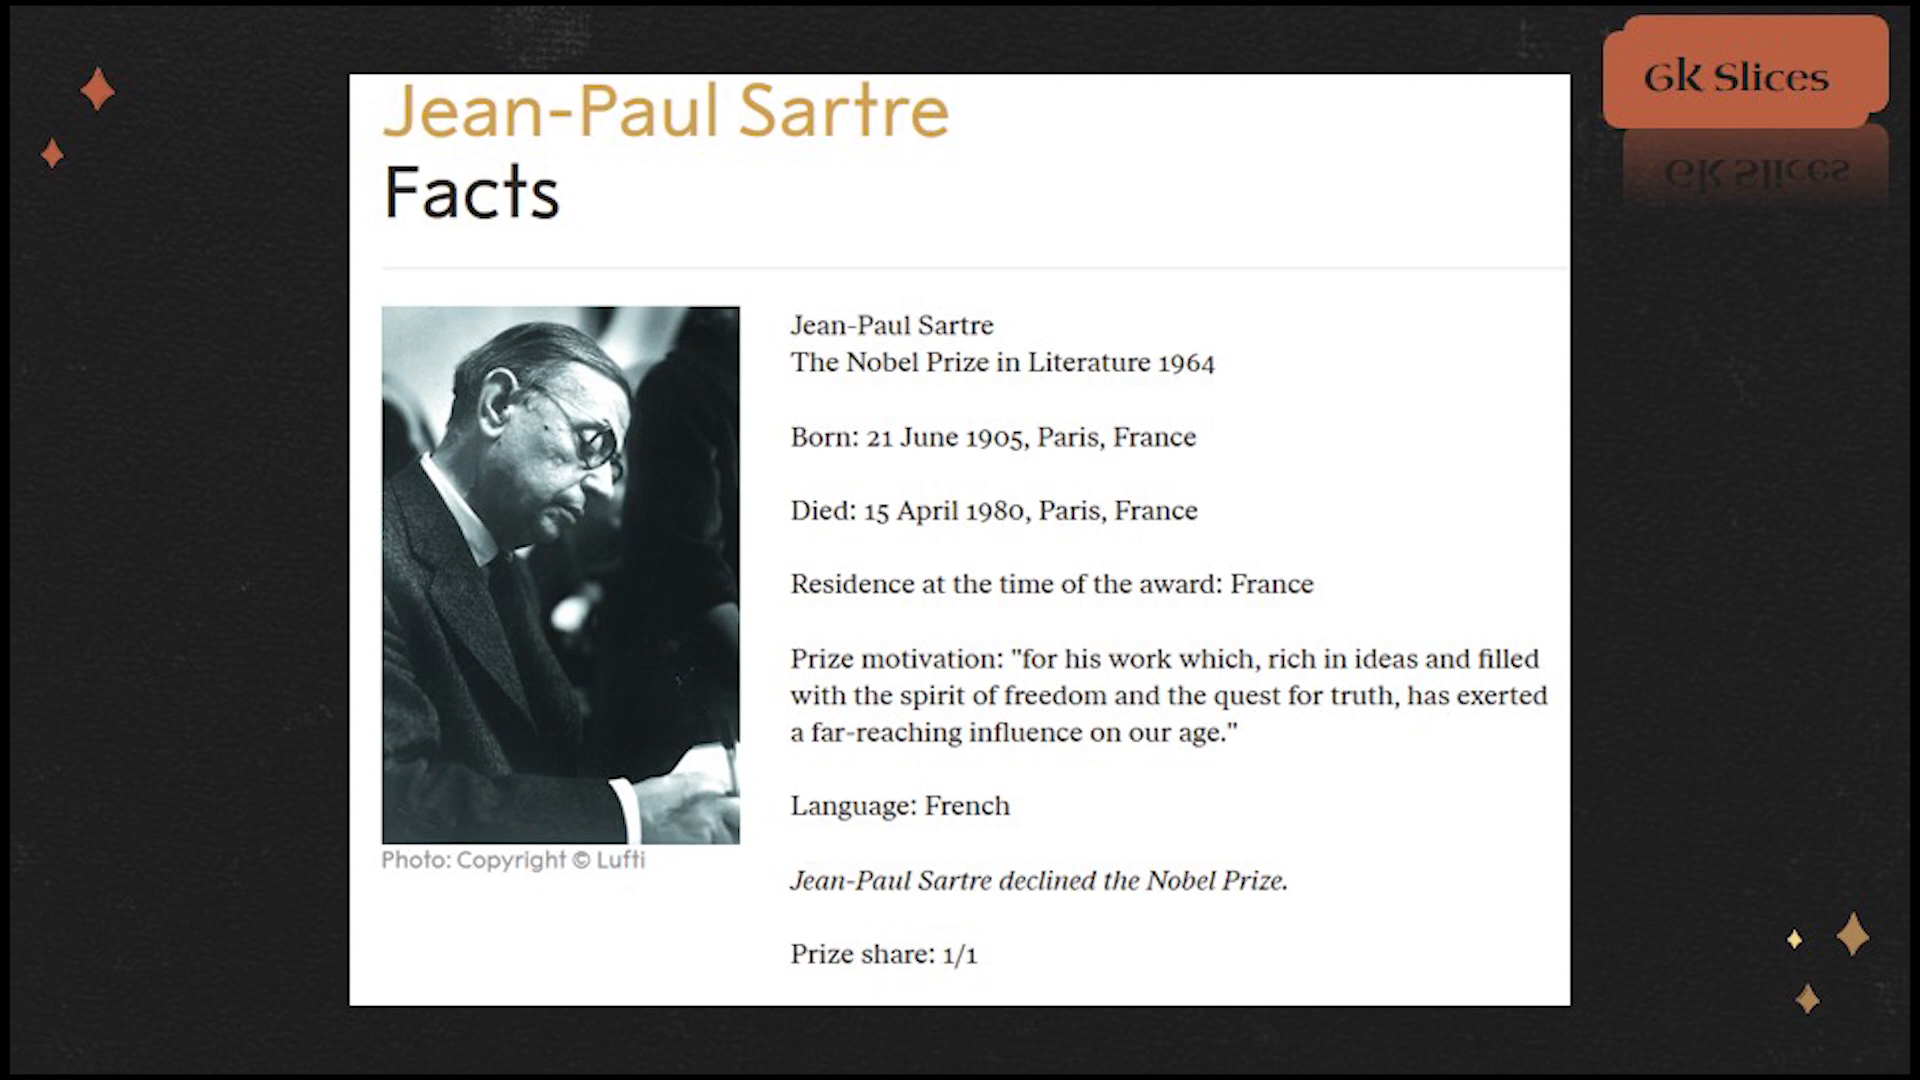 Gk Slices
Gk Slices
Jean-Paul Sartre
Facts
Jean-Paul Sartre
The Nobel Prize in Literature 1964
Born: 21 June 1905, Paris, France
Died: 15 April 1980, Paris, France
Residence at the time of the award: France
Prize motivation: "for his work which, rich in ideas and filled
with the spirit of freedom and the quest for truth, has exerted
a far-reaching influence on our age."
Language: French
Jean-Paul Sartre declined the Nobel Prize.
Prize share: 1/1
Photo: Copyright © Lufti